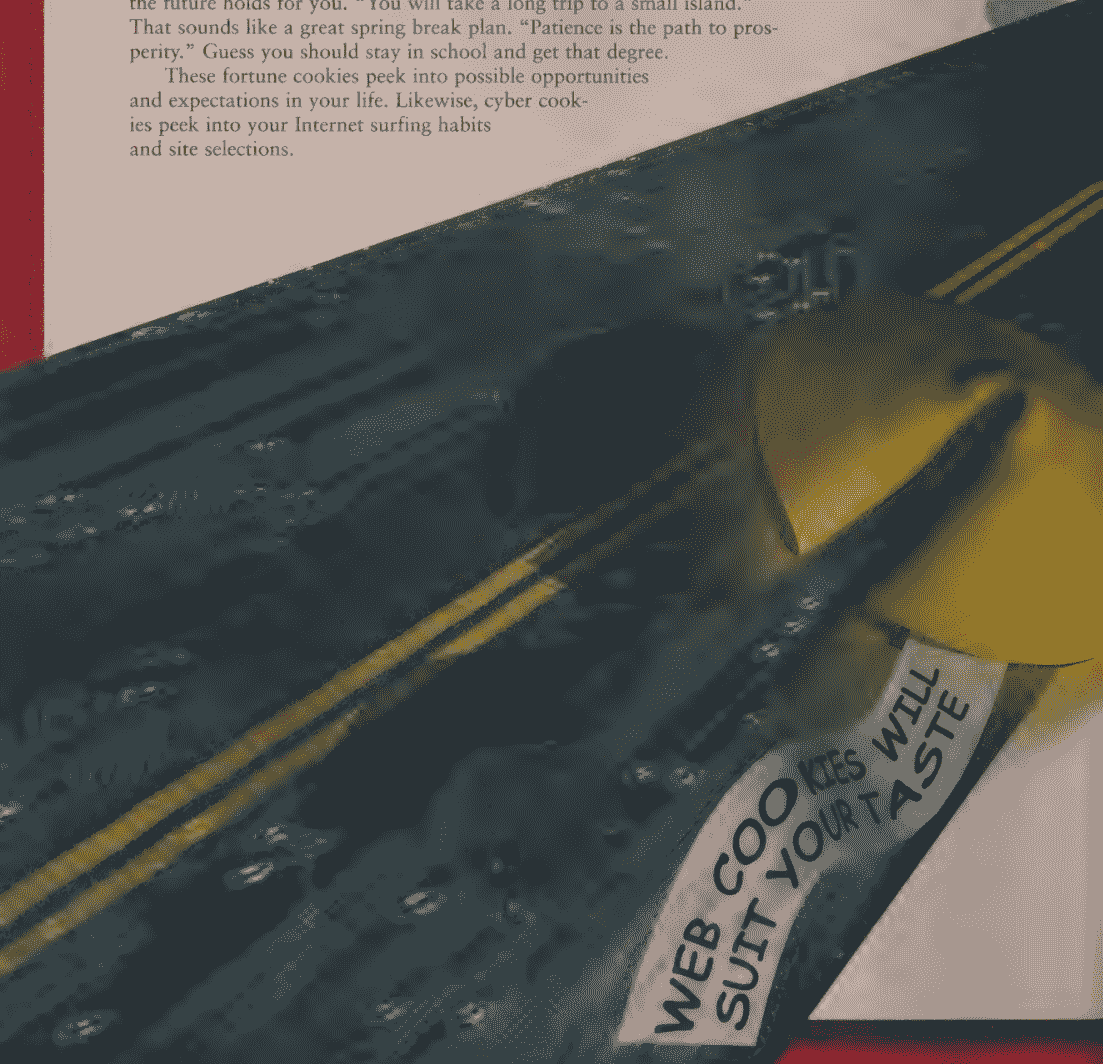 the future holds for you. “You will take a long trip to a small island.”
That sounds like a great spring break plan. “Patience is the path to pros-
perity.” Guess you should stay in school and get that degree.
These fortune cookies peek into possible opportunities
and expectations in your life. Likewise, cyber cook-
ies peek into your Internet surfing habits
and site selections.
WEB COOKIES WILL
SUIT YOUR TASTE